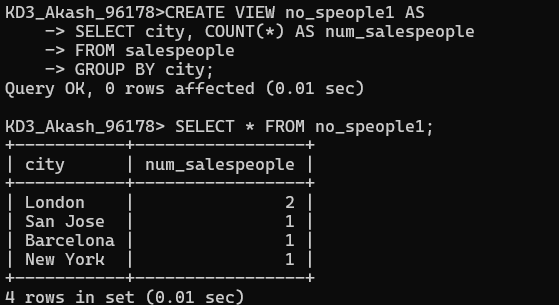 KD3_Akash_96178>CREATE VIEW no_speople1 AS
    -> SELECT city, COUNT(*) AS num_salespeople
    -> FROM salespeople
    -> GROUP BY city;
Query OK, 0 rows affected (0.01 sec)

KD3_Akash_96178> SELECT * FROM no_speople1;
+-----------+-----------------+
| city      | num_salespeople |
+-----------+-----------------+
| London    |               2 |
| San Jose  |               1 |
| Barcelona |               1 |
| New York  |               1 |
+-----------+-----------------+
4 rows in set (0.01 sec)